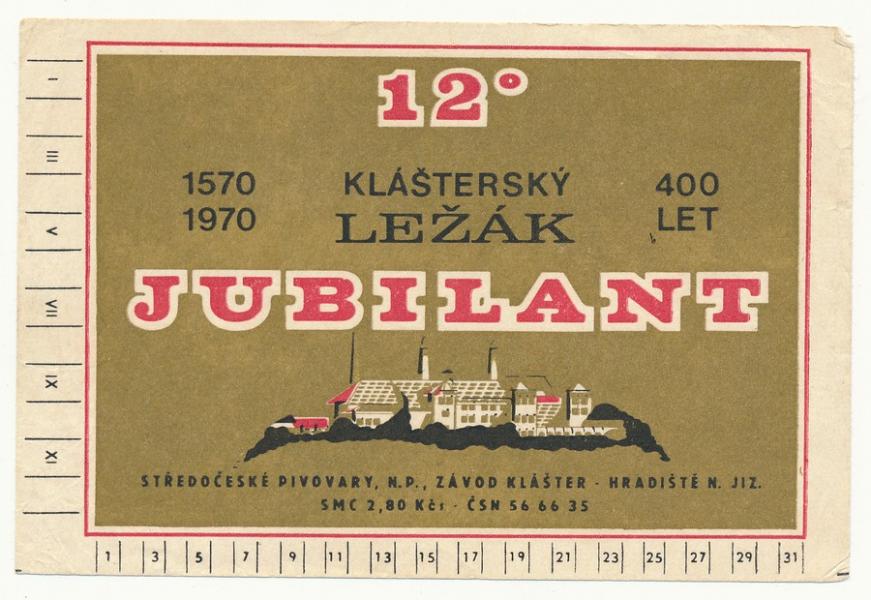 12°
1570 KLÁŠTERSKÝ 400
1970 LEŽÁK LET
JUBILANT
STŘEDOČESKÉ PIVOVARY, N.P., ZÁVOD KLÁŠTER - HRADIŠTĚ N. JIZ.
SMC 2,80 Kčs - ČSN 56 66 35
I
III
V
VII
IX
XI
1 3 5 7 9 11 13 15 17 19 21 23 25 27 29 31